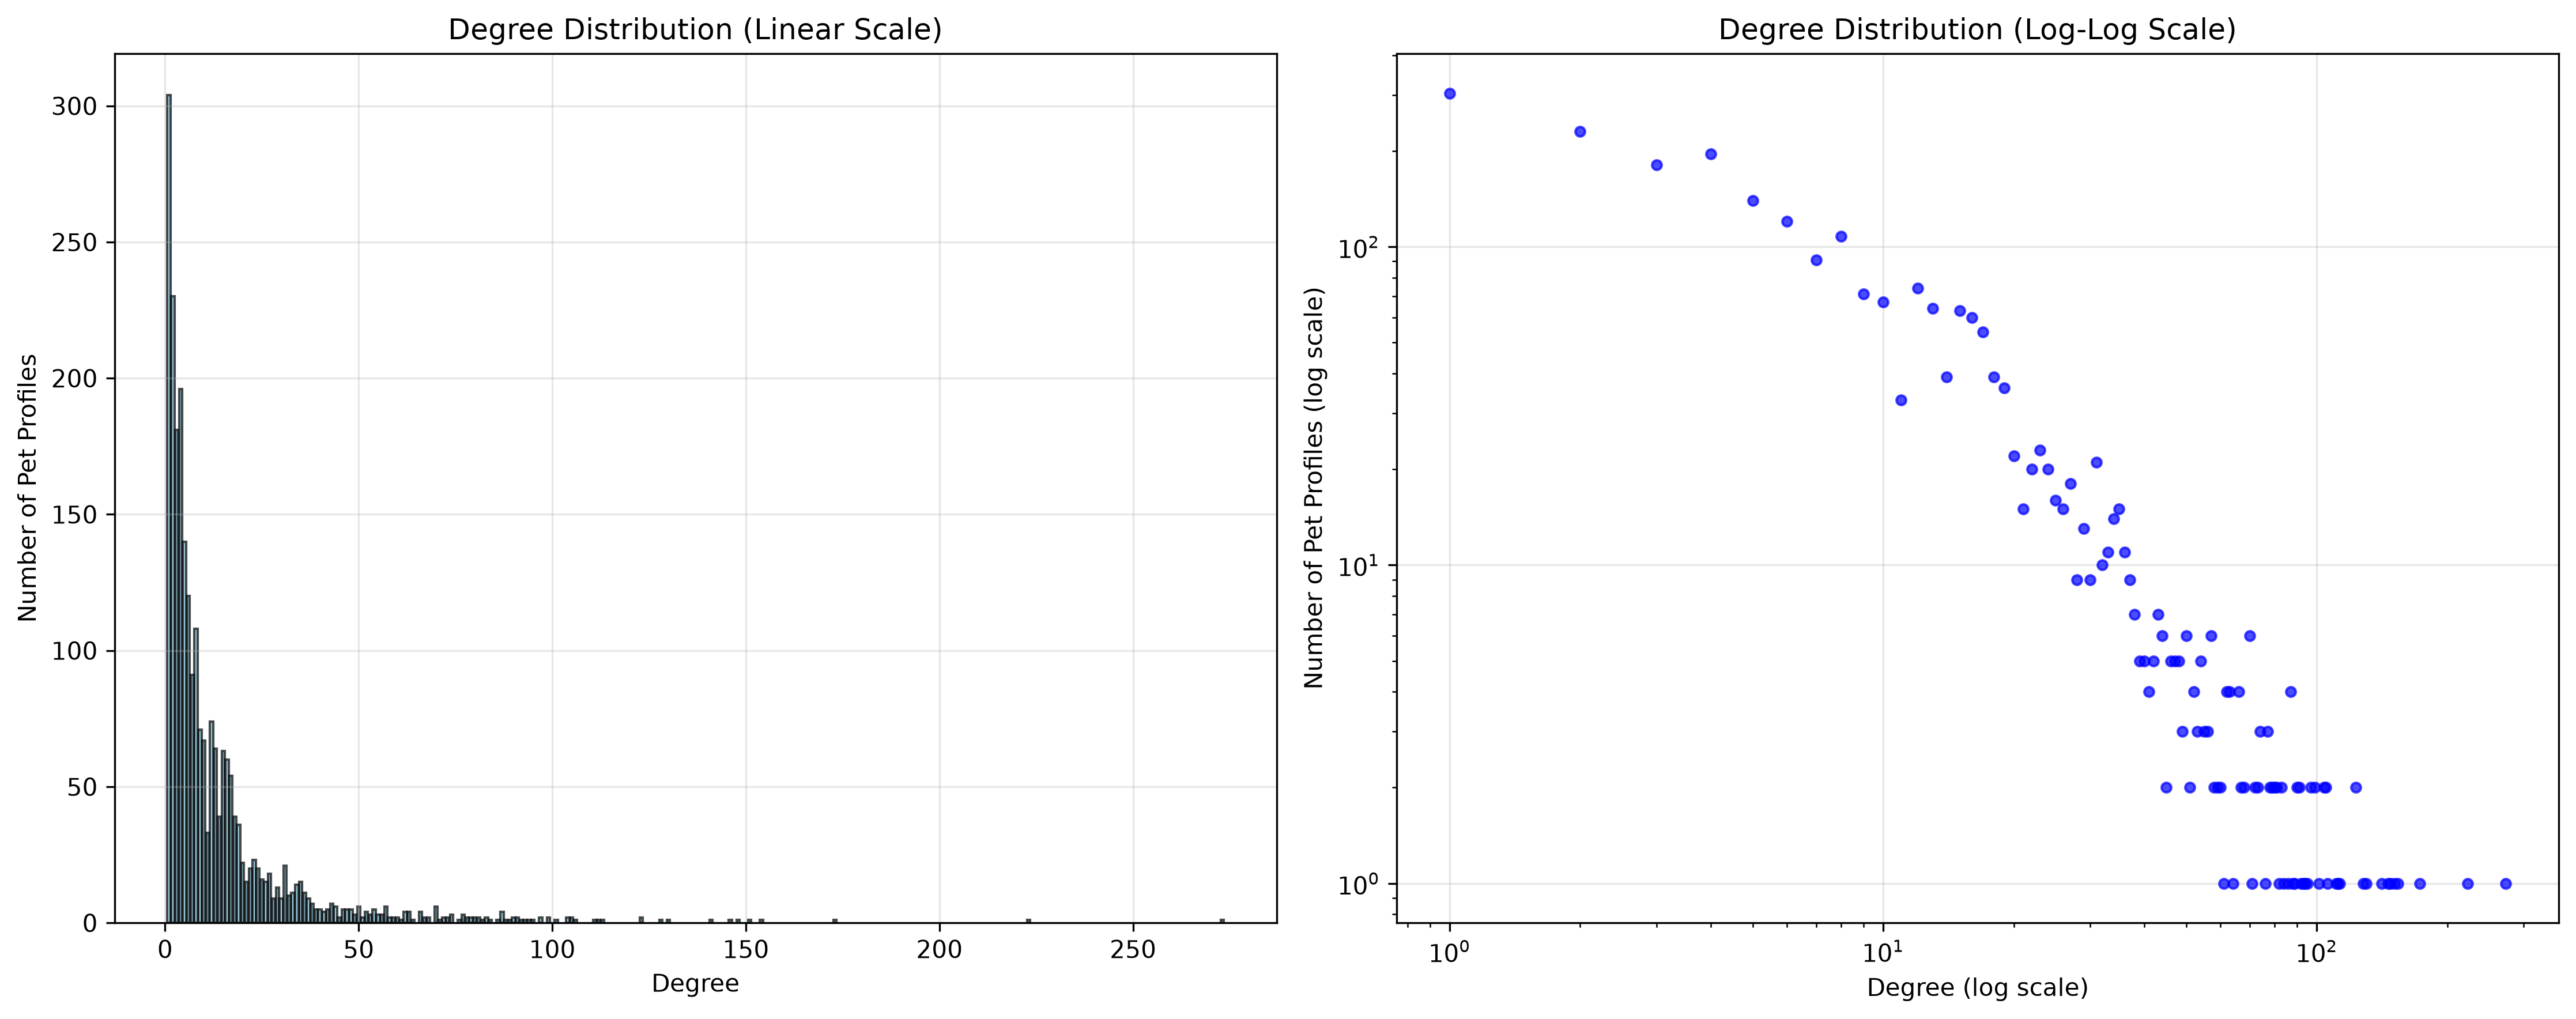 Degree Distribution (Linear Scale)
Number of Pet Profiles
300
250
200
150
100
50
0
0 50 100 150 200 250
Degree
Degree Distribution (Log-Log Scale)
Number of Pet Profiles (log scale)
10²
10¹
10⁰
10⁰ 10¹ 10²
Degree (log scale)